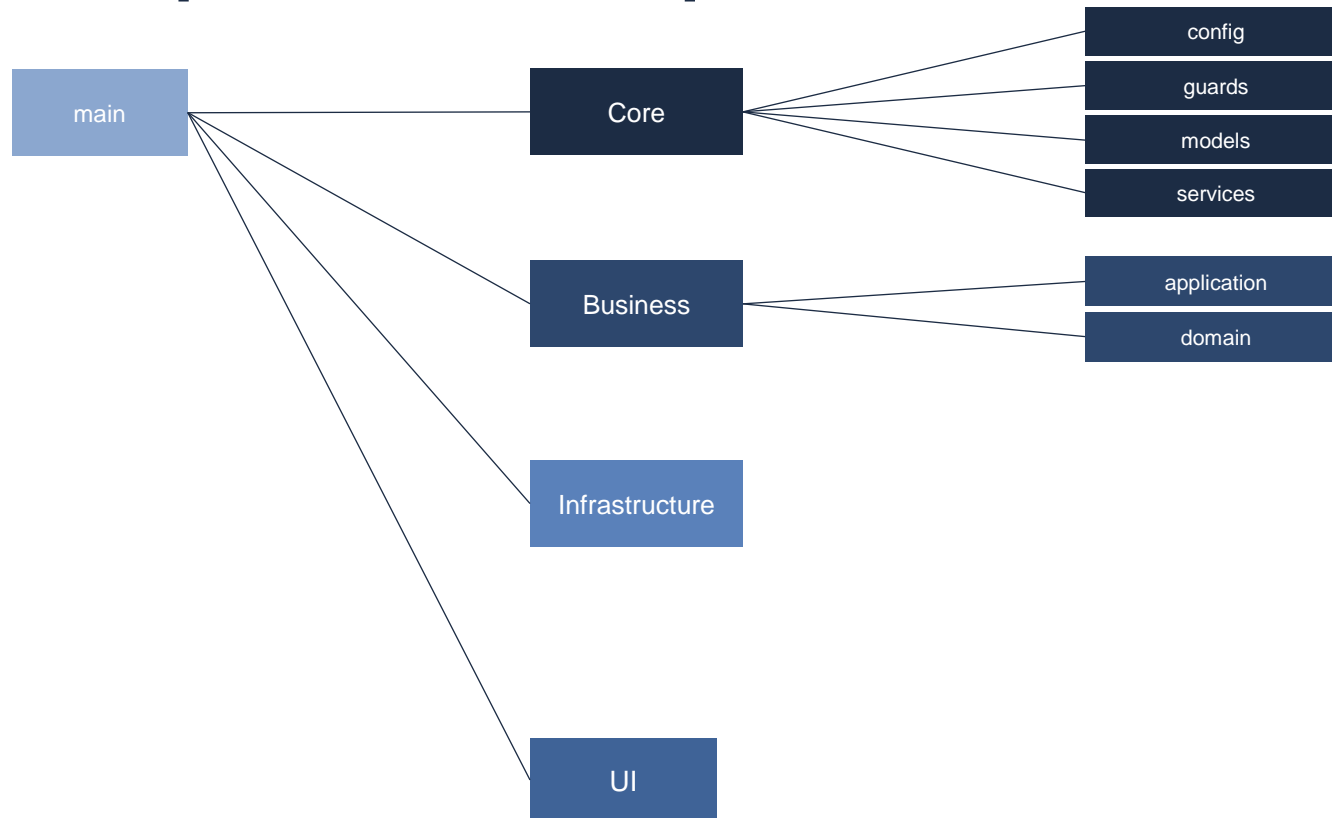 main
Core
config
guards
models
services
Business
application
domain
Infrastructure
UI